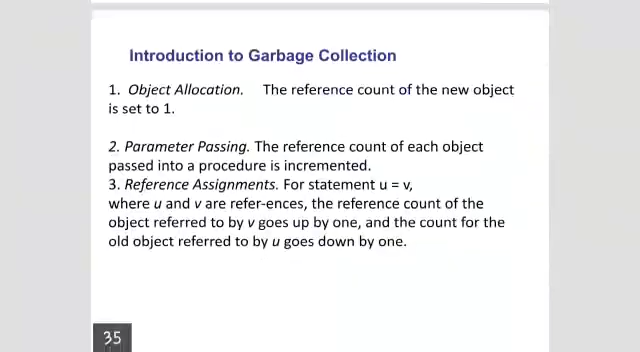 Introduction to Garbage Collection
1. Object Allocation. The reference count of the new object
is set to 1.
2. Parameter Passing. The reference count of each object
passed into a procedure is incremented.
3. Reference Assignments. For statement u = v,
where u and v are refer-ences, the reference count of the
object referred to by v goes up by one, and the count for the
old object referred to by u goes down by one.
35